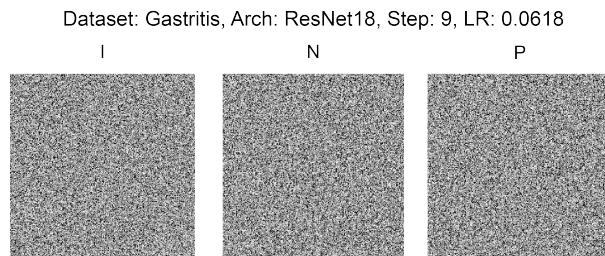 Dataset: Gastritis, Arch: ResNet18, Step: 9, LR: 0.0618
I N P